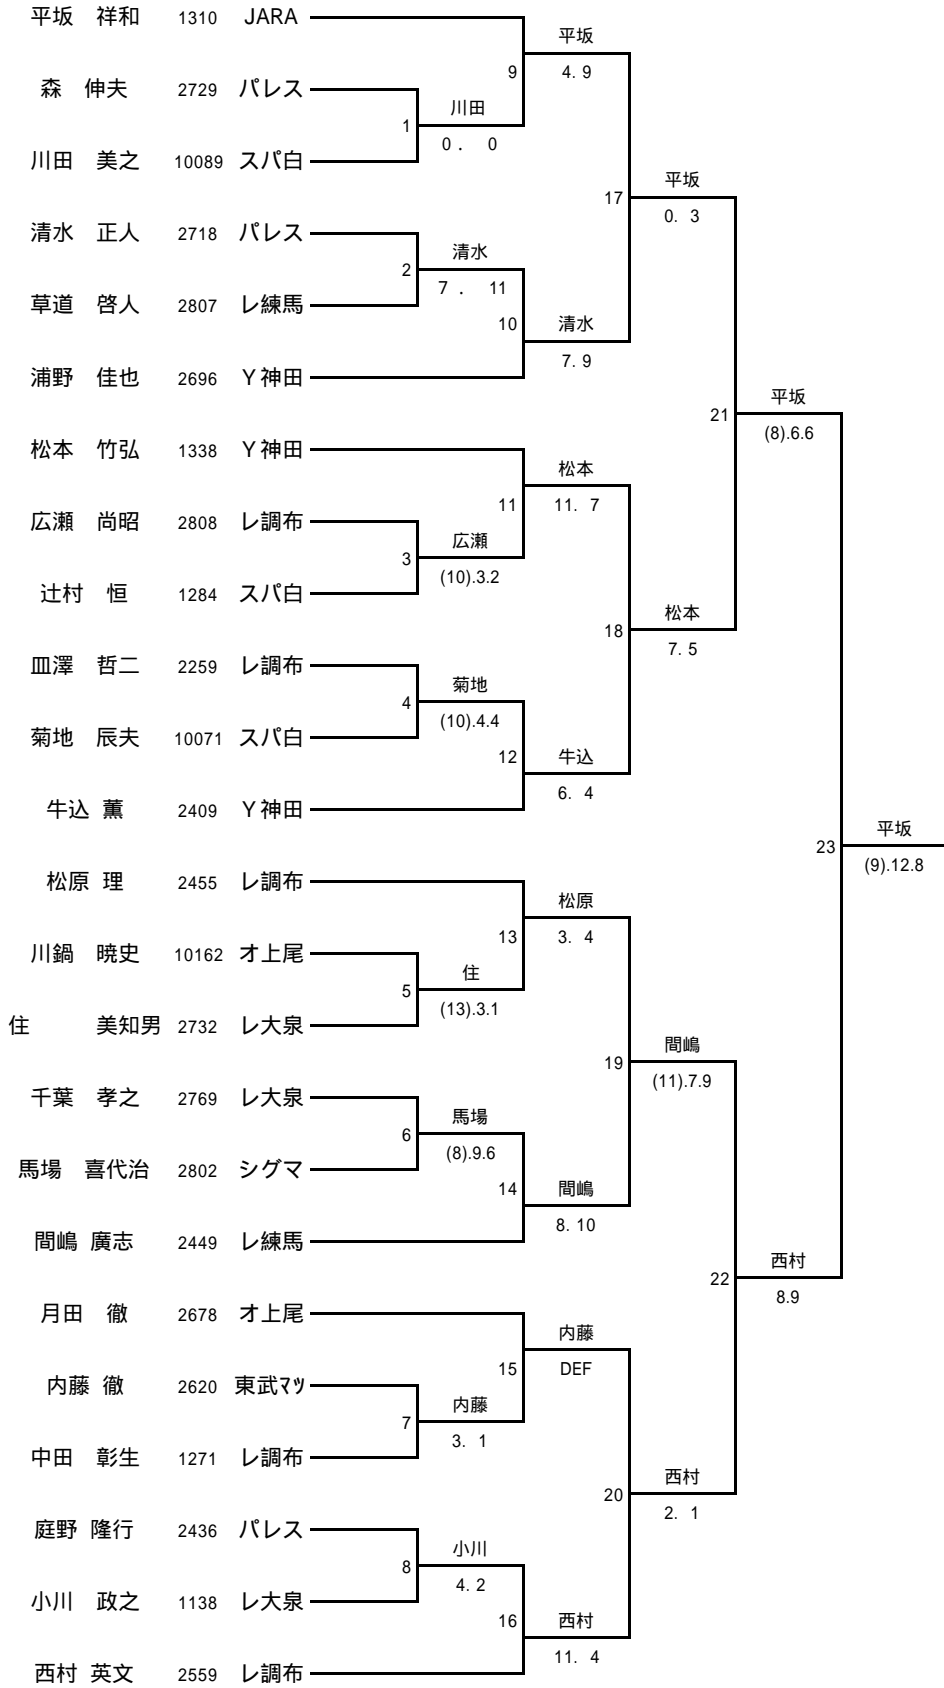 平坂 祥和 1310 JARA
平坂
9 4. 9
森 伸夫 2729 パレス
川田
1 0. 0
川田 美之 10089 スパ白
平坂
17 0. 3
清水 正人 2718 パレス
清水
2 7. 11
草道 啓人 2807 レ練馬
10 清水
7. 9
浦野 佳也 2696 Y神田
平坂
21 (8).6.6
松本 竹弘 1338 Y神田
松本
11 11. 7
広瀬 尚昭 2808 レ調布
広瀬
3 (10).3.2
辻村 恒 1284 スパ白
松本
18 7. 5
皿澤 哲二 2259 レ調布
菊地
4 (10).4.4
菊地 辰夫 10071 スパ白
12 牛込
6. 4
牛込 薫 2409 Y神田
平坂
23 (9).12.8
松原 理 2455 レ調布
松原
13 3. 4
川鍋 暁史 10162 オ上尾
住
5 (13).3.1
住 美知男 2732 レ大泉
間嶋
19 (11).7.9
千葉 孝之 2769 レ大泉
馬場
6 (8).9.6
馬場 喜代治 2802 シグマ
14 間嶋
8. 10
間嶋 廣志 2449 レ練馬
西村
22 8.9
月田 徹 2678 オ上尾
内藤
15 DEF
内藤 徹 2620 東武マツ
内藤
7 3. 1
中田 彰生 1271 レ調布
西村
20 2. 1
庭野 隆行 2436 パレス
小川
8 4. 2
小川 政之 1138 レ大泉
16 西村
11. 4
西村 英文 2559 レ調布